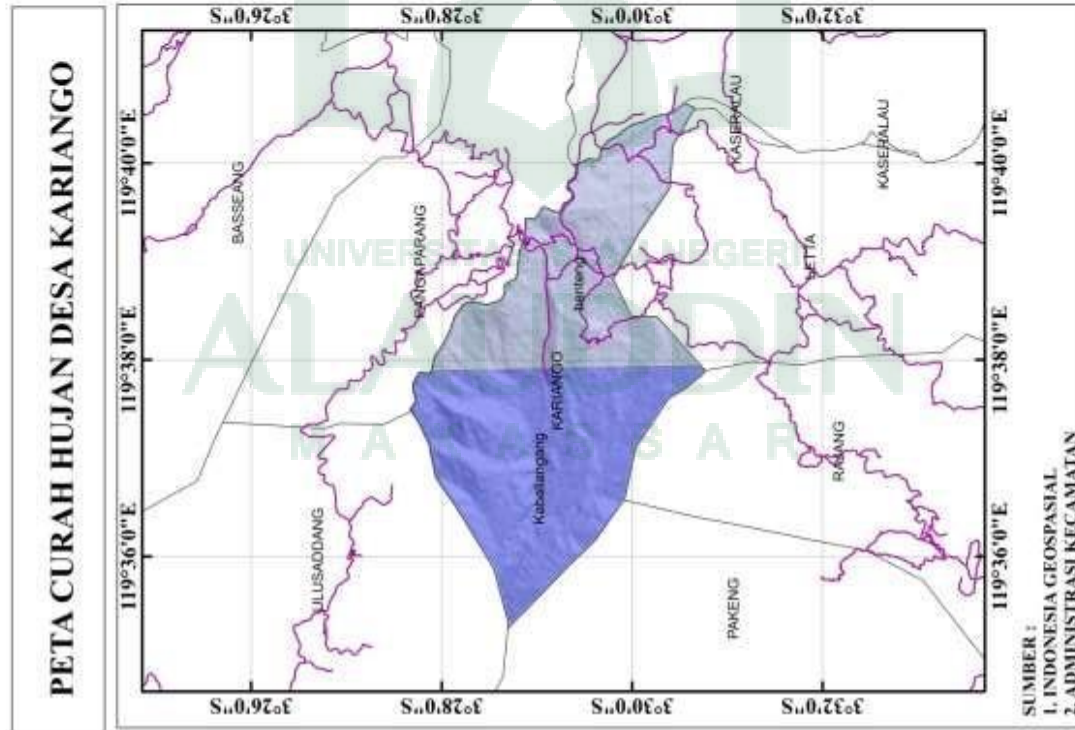 PETA CURAH HUJAN DESA KARIANGO
119°36'0"E
119°38'0"E
119°40'0"E
3°26'0"S
3°26'0"S
BASSEANG
ULUSADDANG
PANGAPARANG
3°28'0"S
3°28'0"S
Kaballangang
KARIANGO
benteng
3°30'0"S
3°30'0"S
PAKENG
KASERALAU
LETTA
RAJANG
KASERALAU
3°32'0"S
3°32'0"S
119°36'0"E
119°38'0"E
119°40'0"E
SUMBER :
1. INDONESIA GEOSPASIAL
2. ADMINISTRASI KECAMATAN
UNIVERSITAS ISLAM NEGERI
ALAUDDIN
MAKASSAR